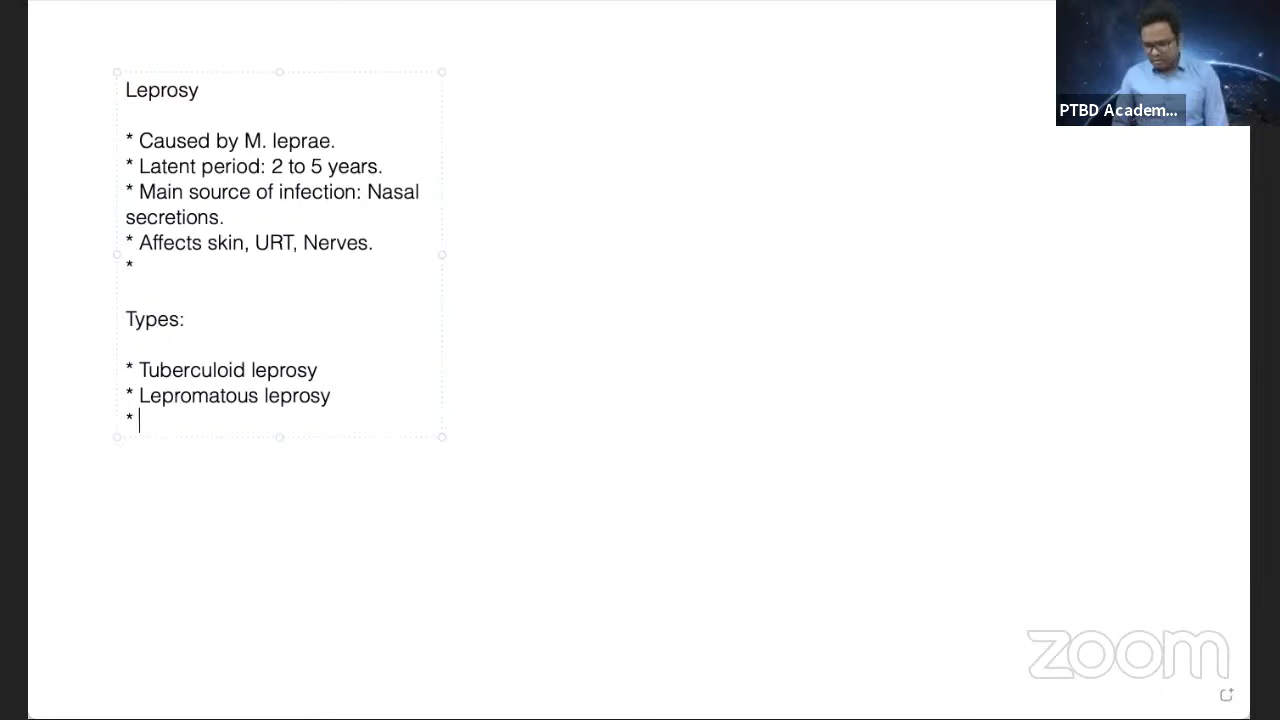 Leprosy
* Caused by M. leprae.
* Latent period: 2 to 5 years.
* Main source of infection: Nasal
secretions.
* Affects skin, URT, Nerves.
*
Types:
* Tuberculoid leprosy
* Lepromatous leprosy
*
PTBD Academ...
zoom